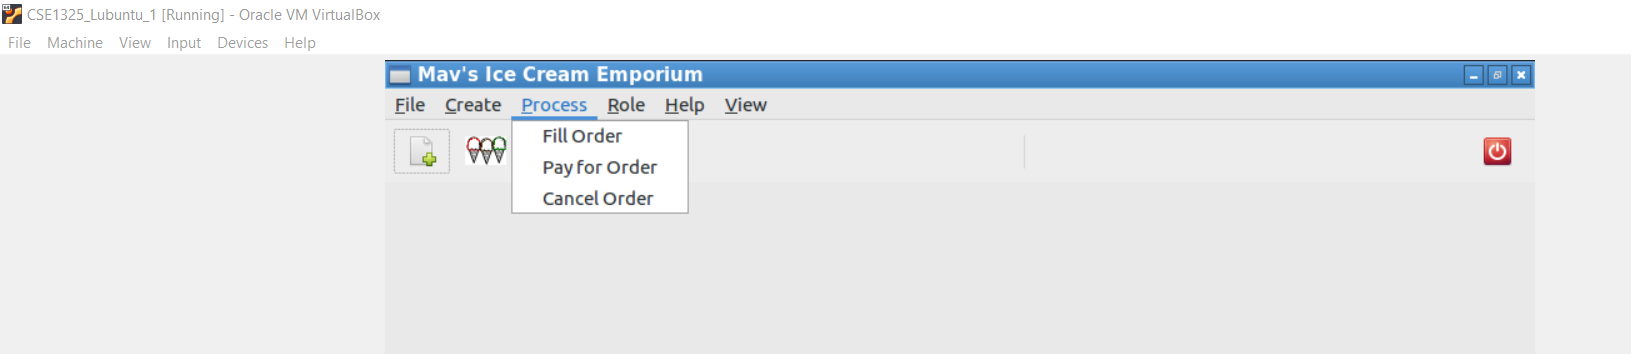 CSE1325_Lubuntu_1 [Running] - Oracle VM VirtualBox
File Machine View Input Devices Help
Mav's Ice Cream Emporium
File Create Process Role Help View
Fill Order
Pay for Order
Cancel Order